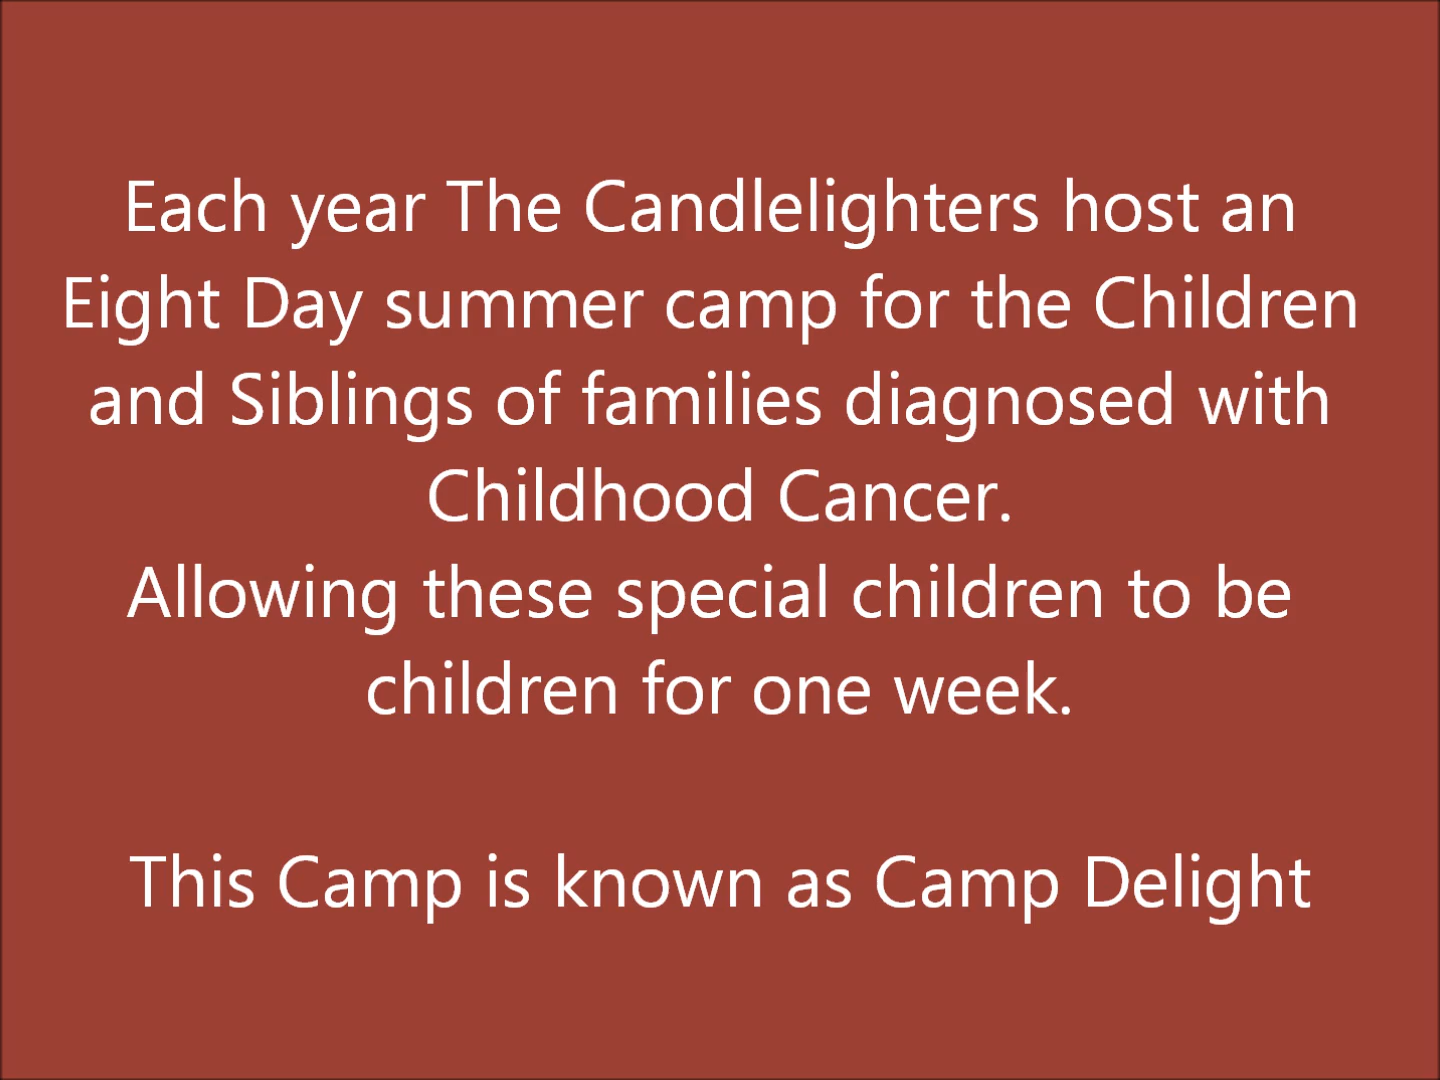 Each year The Candlelighters host an
Eight Day summer camp for the Children
and Siblings of families diagnosed with
Childhood Cancer.
Allowing these special children to be
children for one week.
This Camp is known as Camp Delight